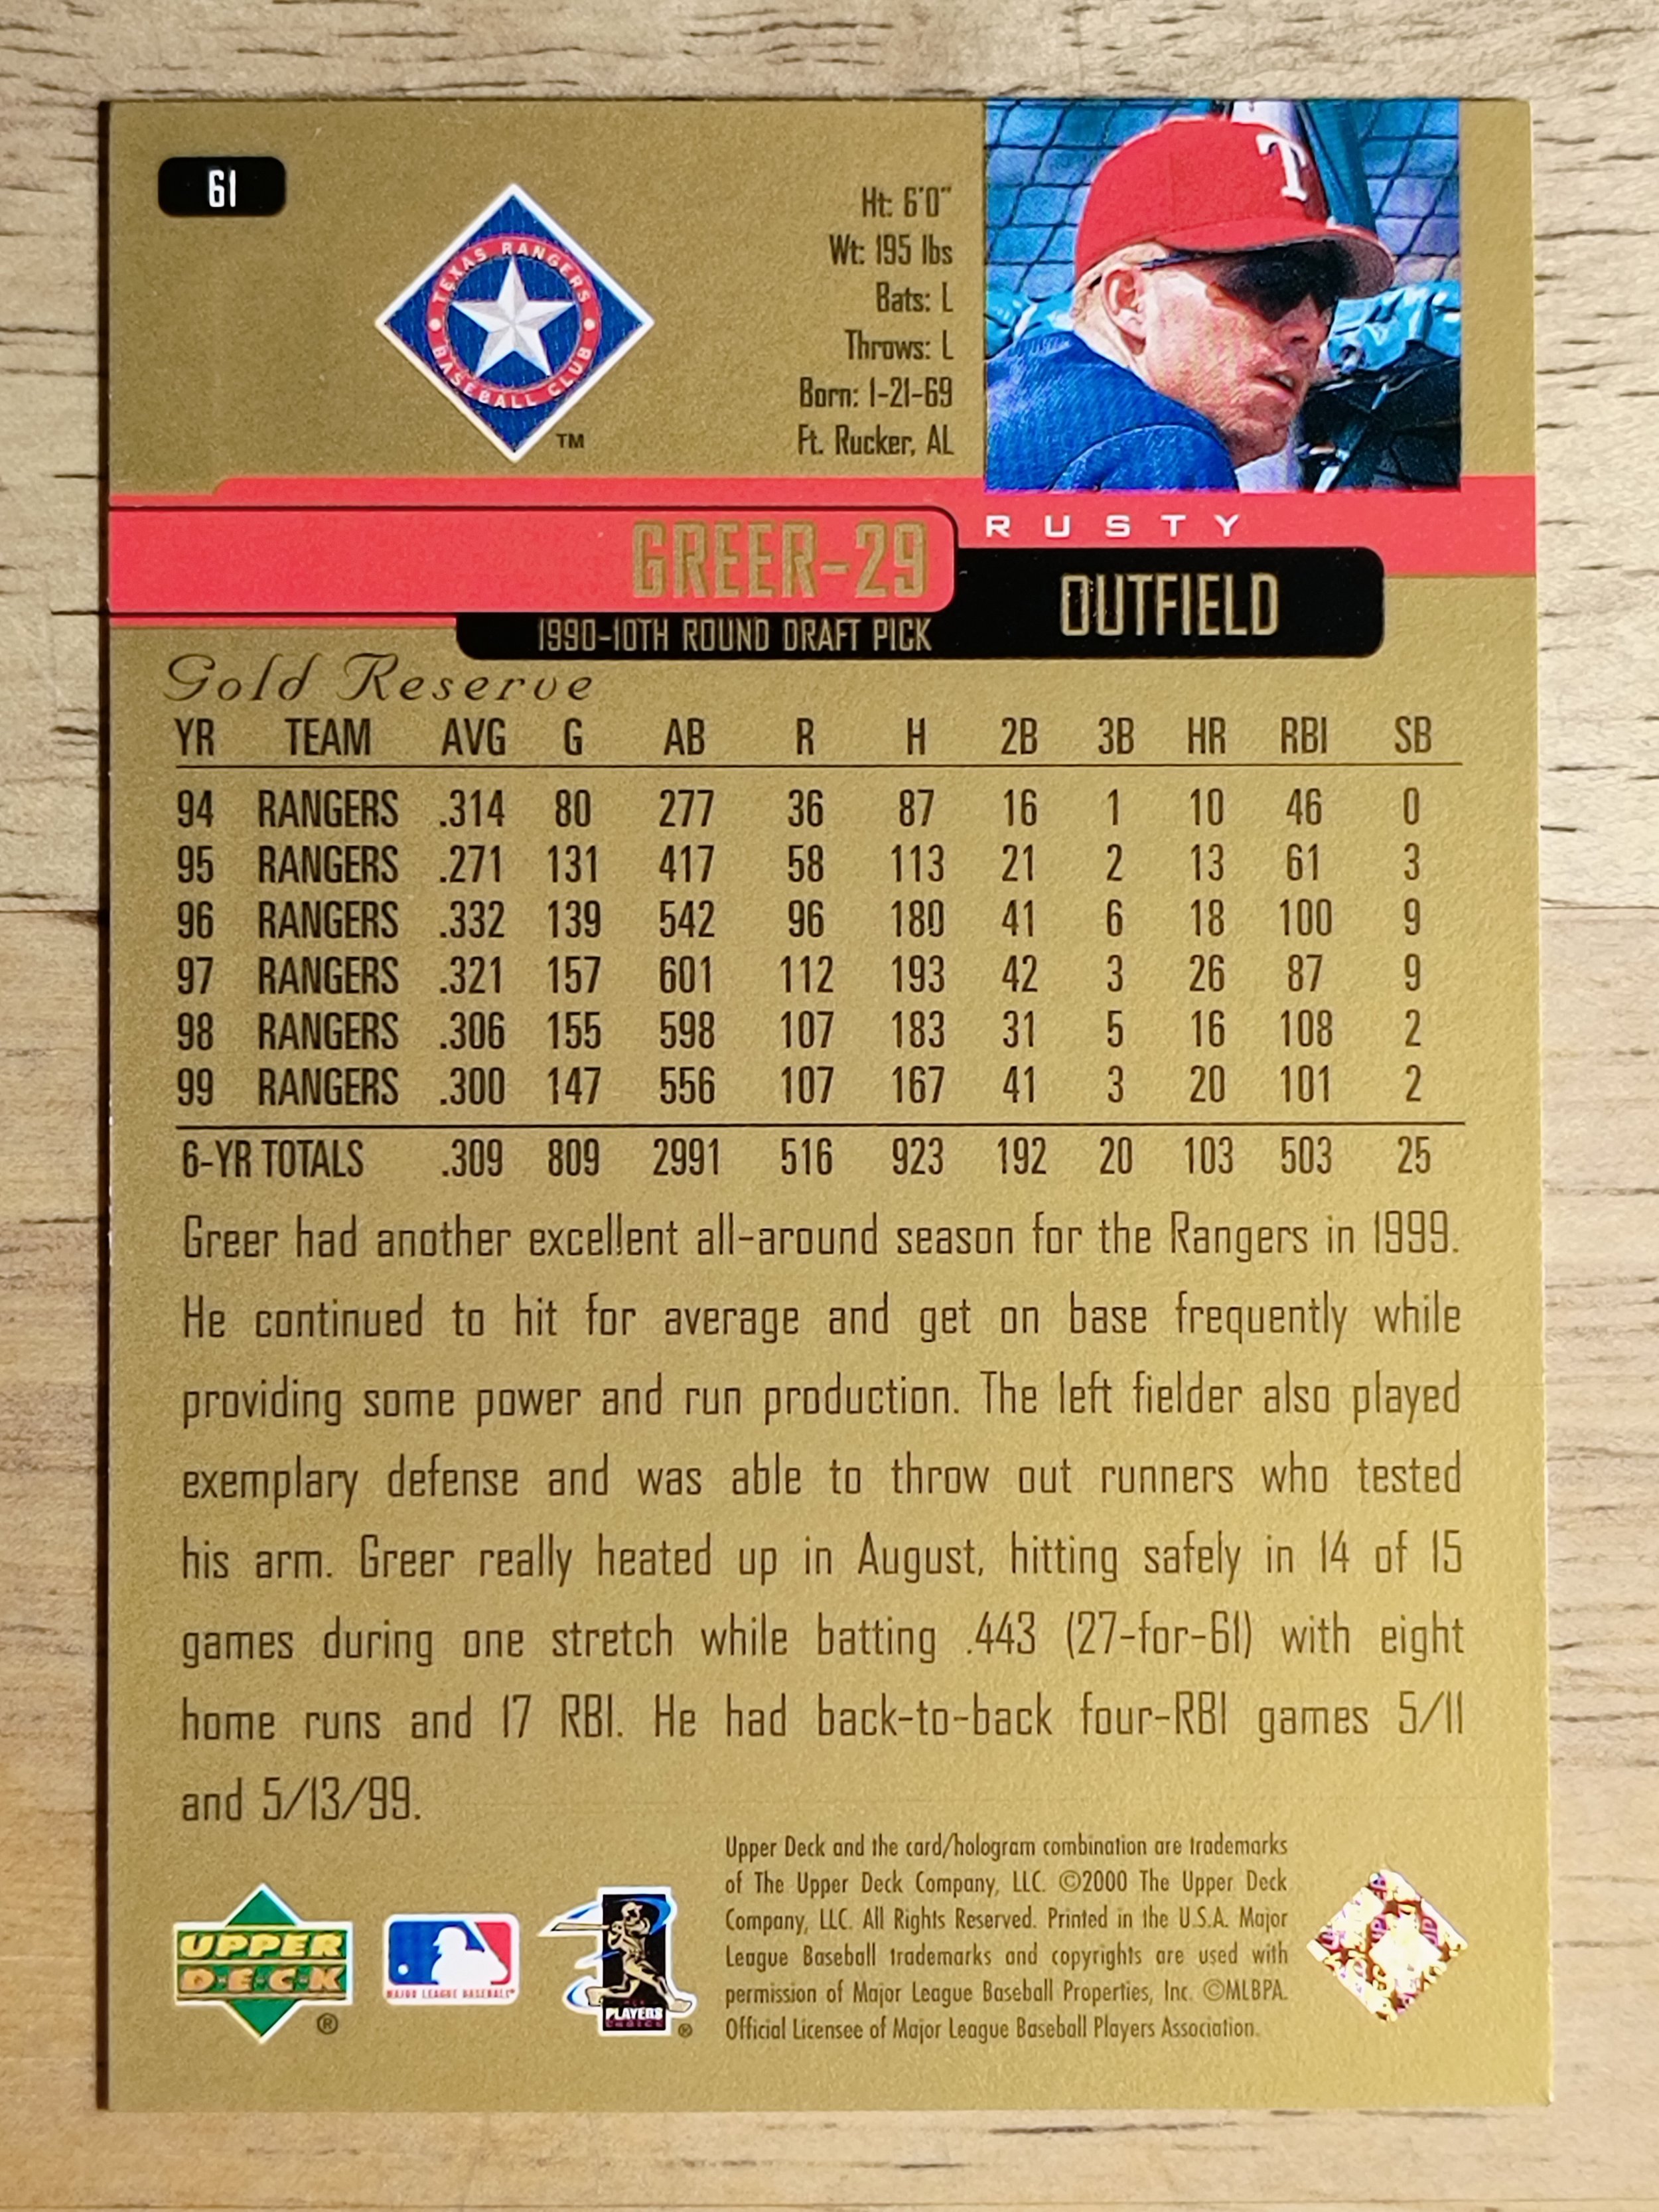 61
TEXAS RANGERS
BASEBALL CLUB
TM
Ht: 6'0"
Wt: 195 lbs
Bats: L
Throws: L
Born: 1-21-69
Ft. Rucker, AL
T
RUSTY
GREER-29
OUTFIELD
1990-10TH ROUND DRAFT PICK
Gold Reserve
YR TEAM AVG G AB R H 2B 3B HR RBI SB
94 RANGERS .314 80 277 36 87 16 1 10 46 0
95 RANGERS .271 131 417 58 113 21 2 13 61 3
96 RANGERS .332 139 542 96 180 41 6 18 100 9
97 RANGERS .321 157 601 112 193 42 3 26 87 9
98 RANGERS .306 155 598 107 183 31 5 16 108 2
99 RANGERS .300 147 556 107 167 41 3 20 101 2
6-YR TOTALS .309 809 2991 516 923 192 20 103 503 25
Greer had another excellent all-around season for the Rangers in 1999.
He continued to hit for average and get on base frequently while
providing some power and run production. The left fielder also played
exemplary defense and was able to throw out runners who tested
his arm. Greer really heated up in August, hitting safely in 14 of 15
games during one stretch while batting .443 (27-for-61) with eight
home runs and 17 RBI. He had back-to-back four-RBI games 5/11
and 5/13/99.
Upper Deck and the card/hologram combination are trademarks
of The Upper Deck Company, LLC. ©2000 The Upper Deck
Company, LLC. All Rights Reserved. Printed in the U.S.A. Major
League Baseball trademarks and copyrights are used with
permission of Major League Baseball Properties, Inc. ©MLBPA.
Official Licensee of Major League Baseball Players Association.
UPPER
DECK
®
MAJOR LEAGUE BASEBALL
PLAYERS
CHOICE
®